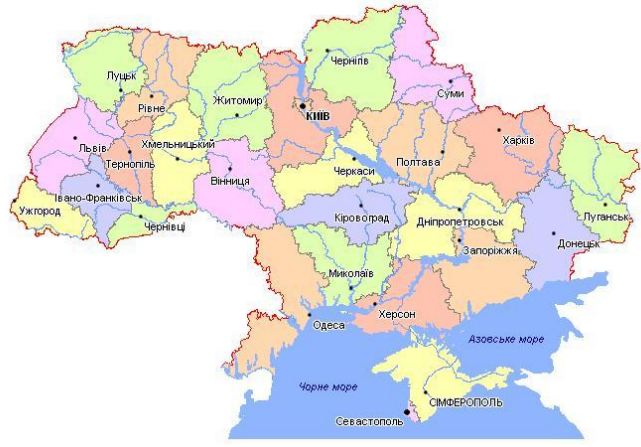 Чернігів
Луцьк
Суми
Рівне
Житомир
КИЇВ
Харків
Львів
Хмельницький
Тернопіль
Полтава
Черкаси
Вінниця
Івано-Франківськ
Луганськ
Ужгород
Чернівці
Кіровоград
Дніпропетровськ
Донецьк
Запоріжжя
Миколаїв
Херсон
Одеса
Азовське море
Чорне море
СІМФЕРОПОЛЬ
Севастополь